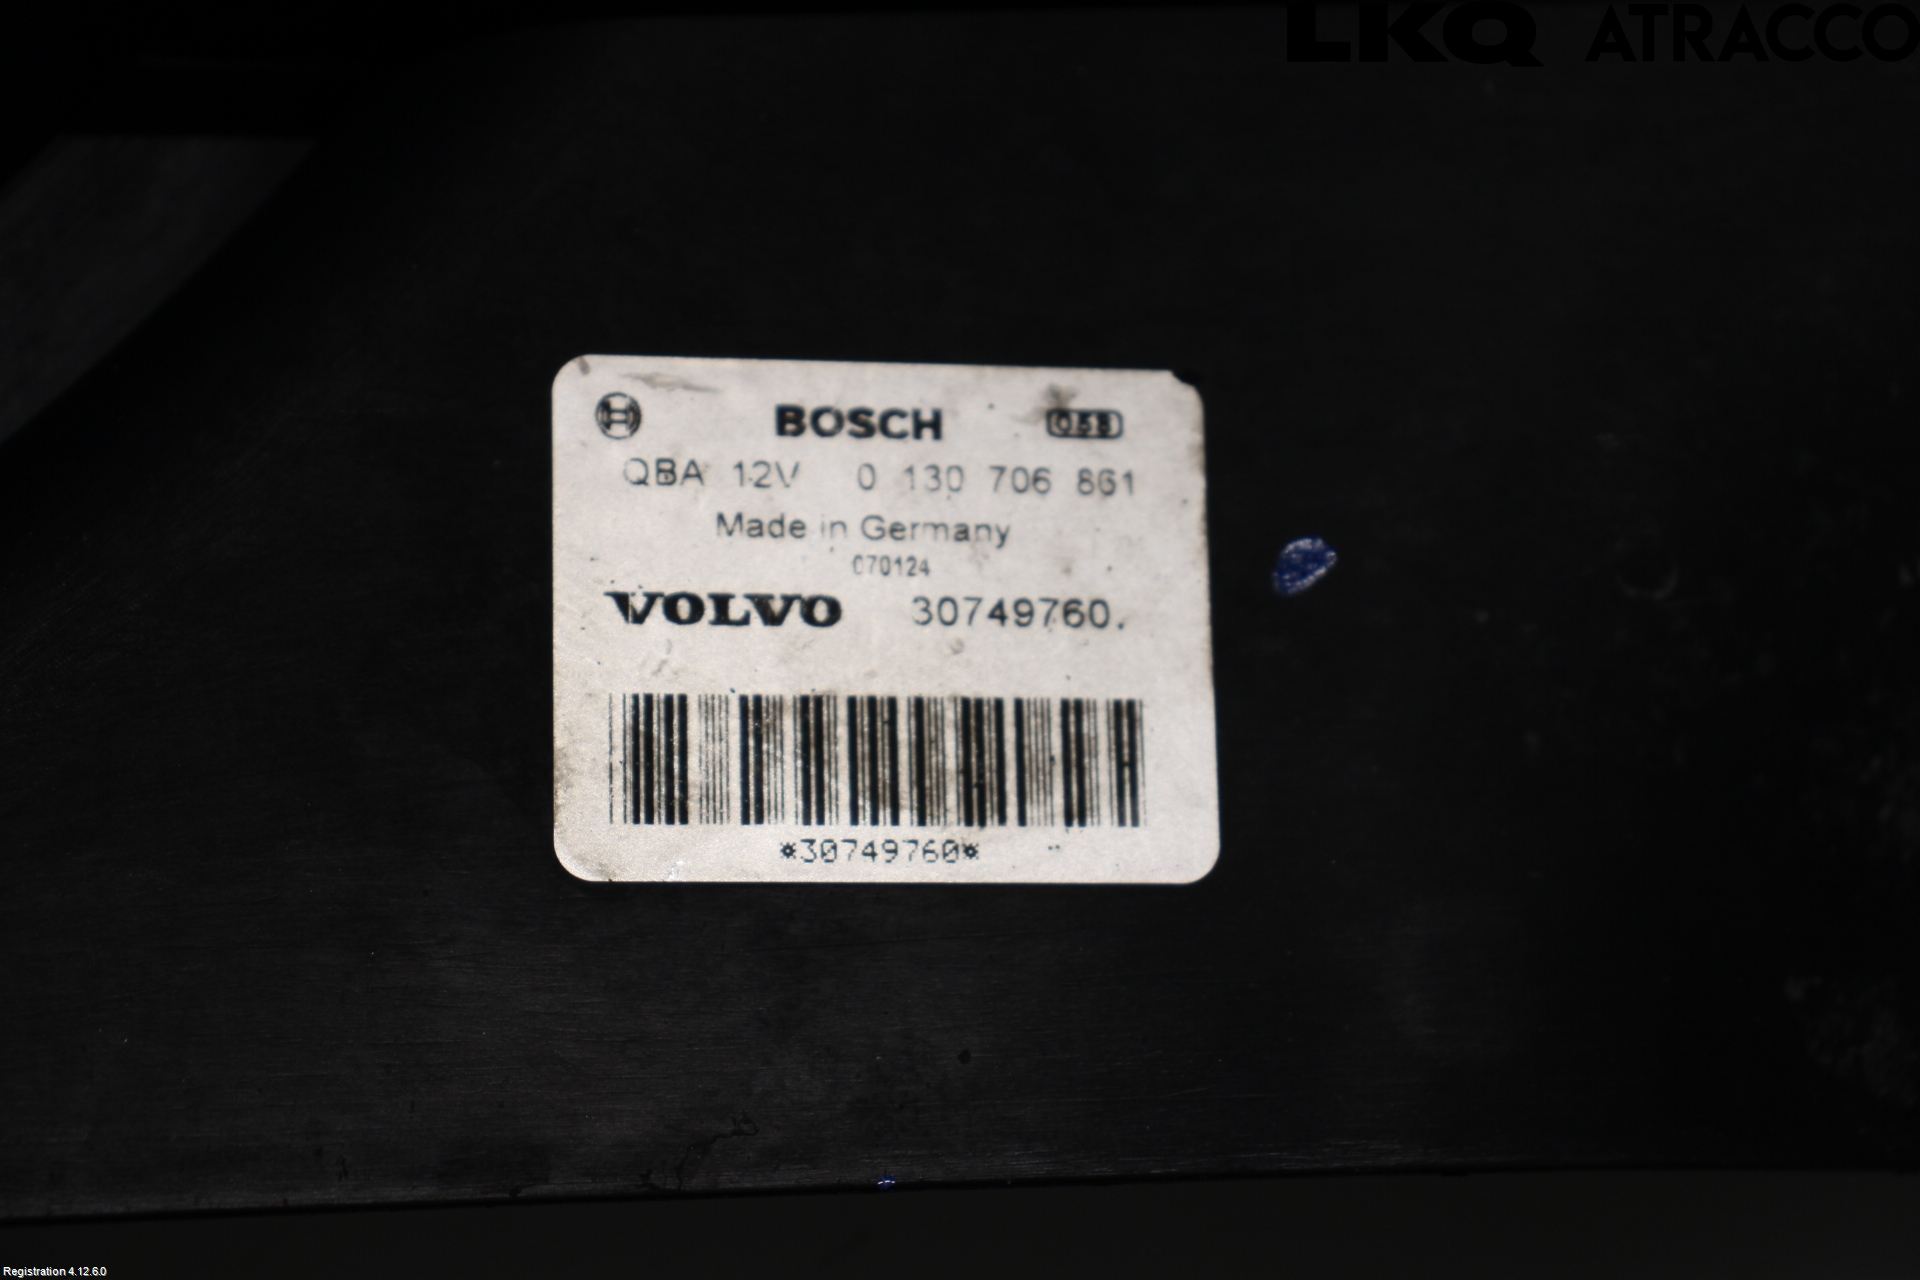 LKQ ATRACCO
BOSCH
QBA 12V 0 130 706 861
Made in Germany
070124
VOLVO 30749760.
*30749760*
Registration 4.12.6.0